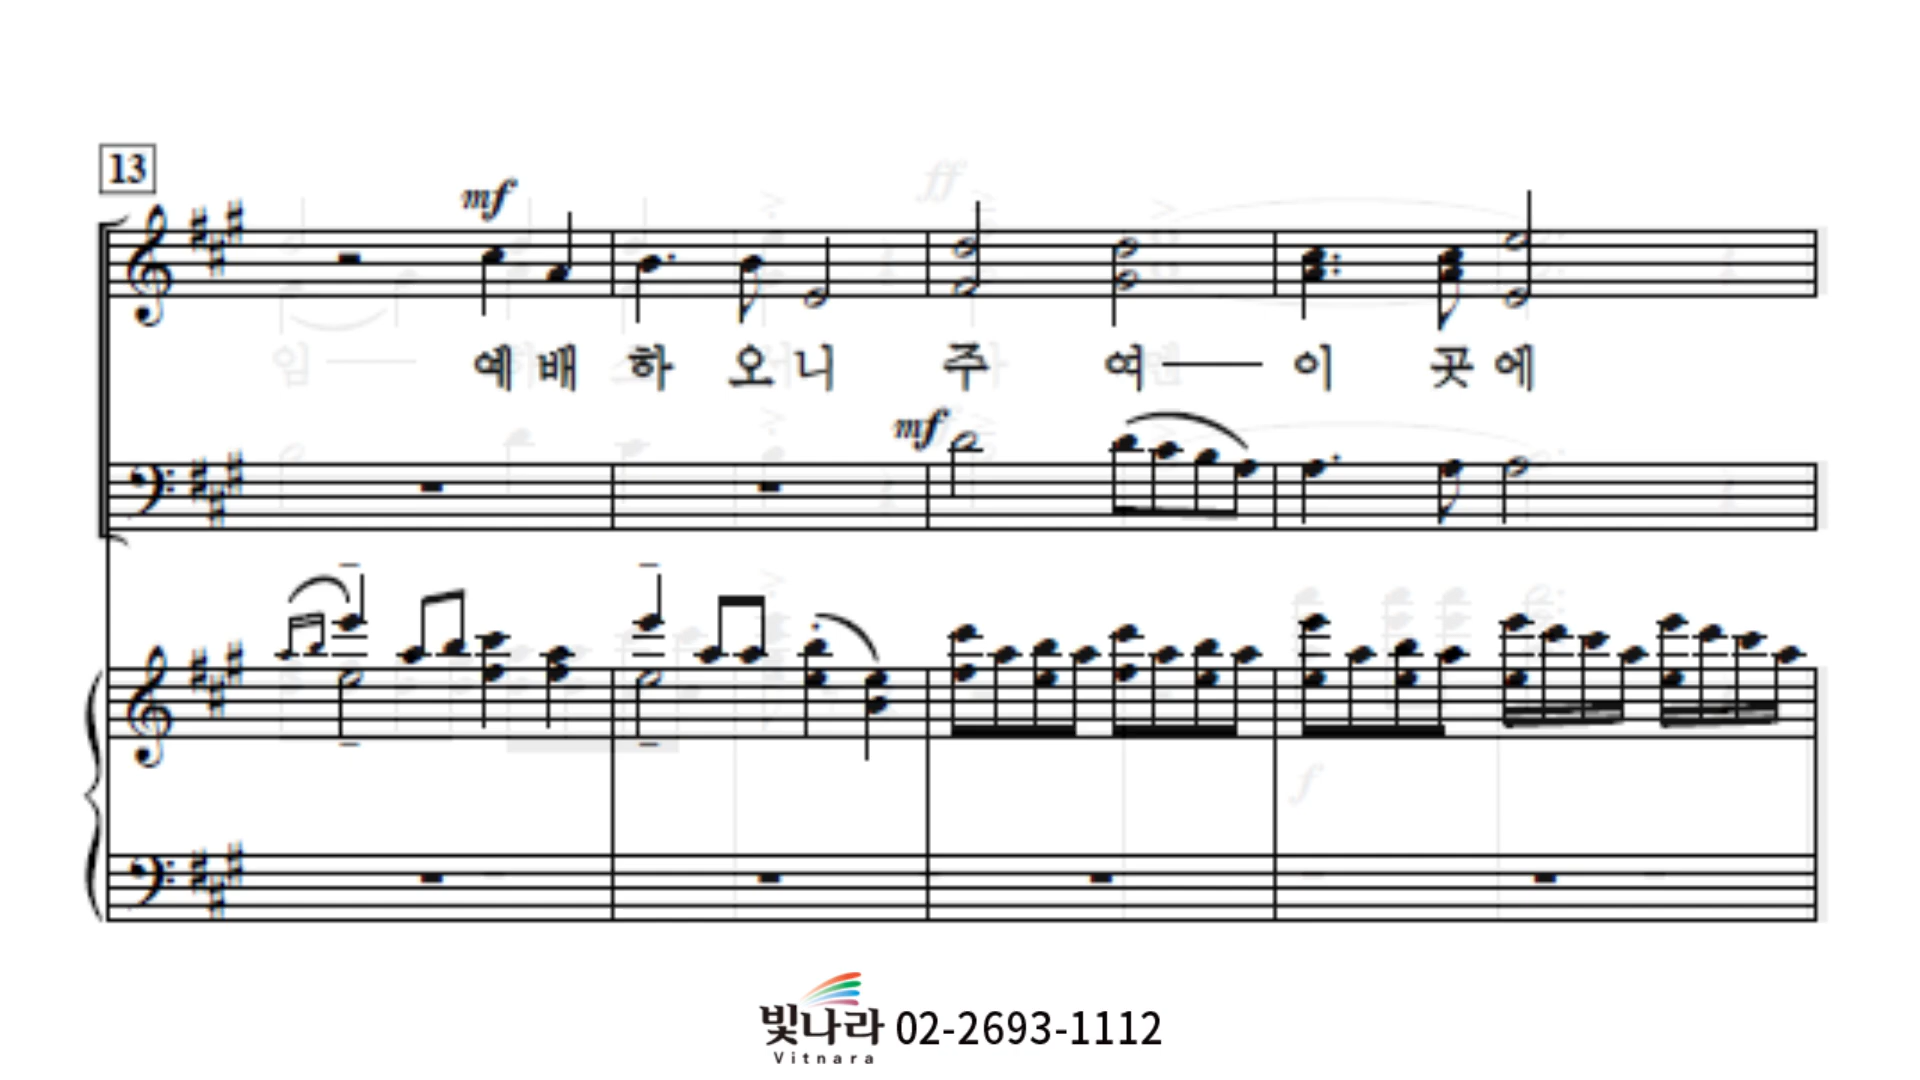 13
mf
예 배 하 오 니 주 여 이 곳 에
mf
빛나라 02-2693-1112
Vitnara